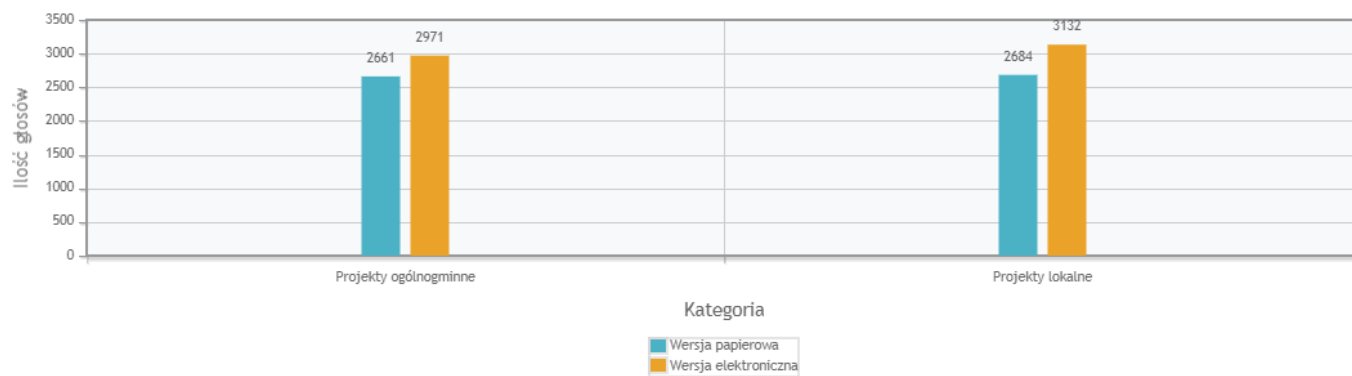 3500
3000
2500
2000
1500
1000
500
0
Ilość głosów
2661
2971
2684
3132
Projekty ogólnogminne
Projekty lokalne
Kategoria
Wersja papierowa
Wersja elektroniczna